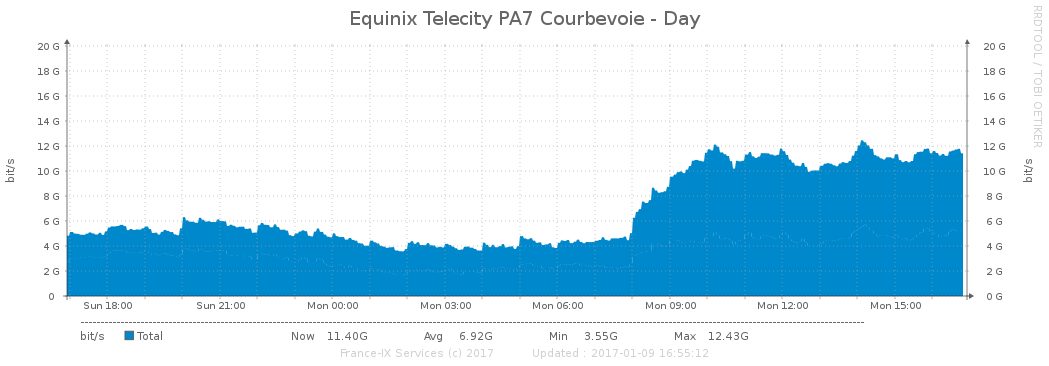 Equinix Telecity PA7 Courbevoie - Day
RRDTOOL / TOBI OETIKER
bit/s
bit/s
20 G 20 G
18 G 18 G
16 G 16 G
14 G 14 G
12 G 12 G
10 G 10 G
8 G 8 G
6 G 6 G
4 G 4 G
2 G 2 G
0 0 G
Sun 18:00 Sun 21:00 Mon 00:00 Mon 03:00 Mon 06:00 Mon 09:00 Mon 12:00 Mon 15:00
bit/s Total Now 11.40G Avg 6.92G Min 3.55G Max 12.43G
France-IX Services (c) 2017 Updated : 2017-01-09 16:55:12